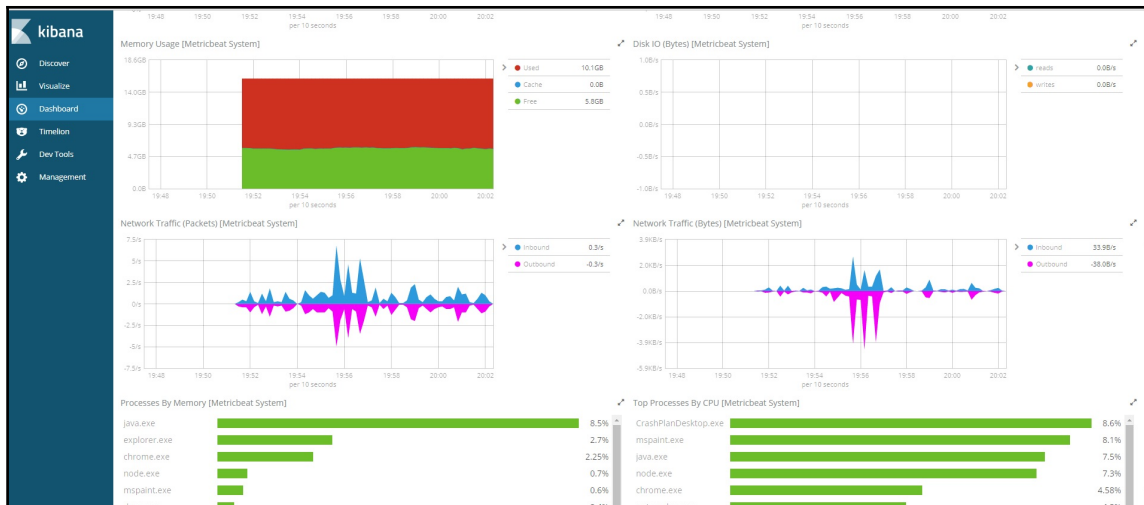 19:48 19:50 19:52 19:54 19:56 19:58 20:00 20:02
per 10 seconds
19:48 19:50 19:52 19:54 19:56 19:58 20:00 20:02
per 10 seconds
kibana
Discover
Visualize
Dashboard
Timelion
Dev Tools
Management
Memory Usage [Metricbeat System]
18.6GB
14.0GB
9.3GB
4.7GB
0.0B
19:48 19:50 19:52 19:54 19:56 19:58 20:00 20:02
per 10 seconds
Used 10.1GB
Cache 0.0B
Free 5.8GB
Disk IO (Bytes) [Metricbeat System]
1.0B/s
0.5B/s
0.0B/s
-0.5B/s
-1.0B/s
19:48 19:50 19:52 19:54 19:56 19:58 20:00 20:02
per 10 seconds
reads 0.0B/s
writes 0.0B/s
Network Traffic (Packets) [Metricbeat System]
7.5/s
5/s
2.5/s
0/s
-2.5/s
-5/s
-7.5/s
19:48 19:50 19:52 19:54 19:56 19:58 20:00 20:02
per 10 seconds
Inbound 0.3/s
Outbound -0.3/s
Network Traffic (Bytes) [Metricbeat System]
3.9KB/s
2.0KB/s
0.0B/s
-2.0KB/s
-3.9KB/s
-5.9KB/s
19:48 19:50 19:52 19:54 19:56 19:58 20:00 20:02
per 10 seconds
Inbound 33.9B/s
Outbound -38.0B/s
Processes By Memory [Metricbeat System]
java.exe 8.5%
explorer.exe 2.7%
chrome.exe 2.25%
node.exe 0.7%
mspaint.exe 0.6%
Top Processes By CPU [Metricbeat System]
CrashPlanDesktop.exe 8.6%
mspaint.exe 8.1%
java.exe 7.5%
node.exe 7.3%
chrome.exe 4.58%